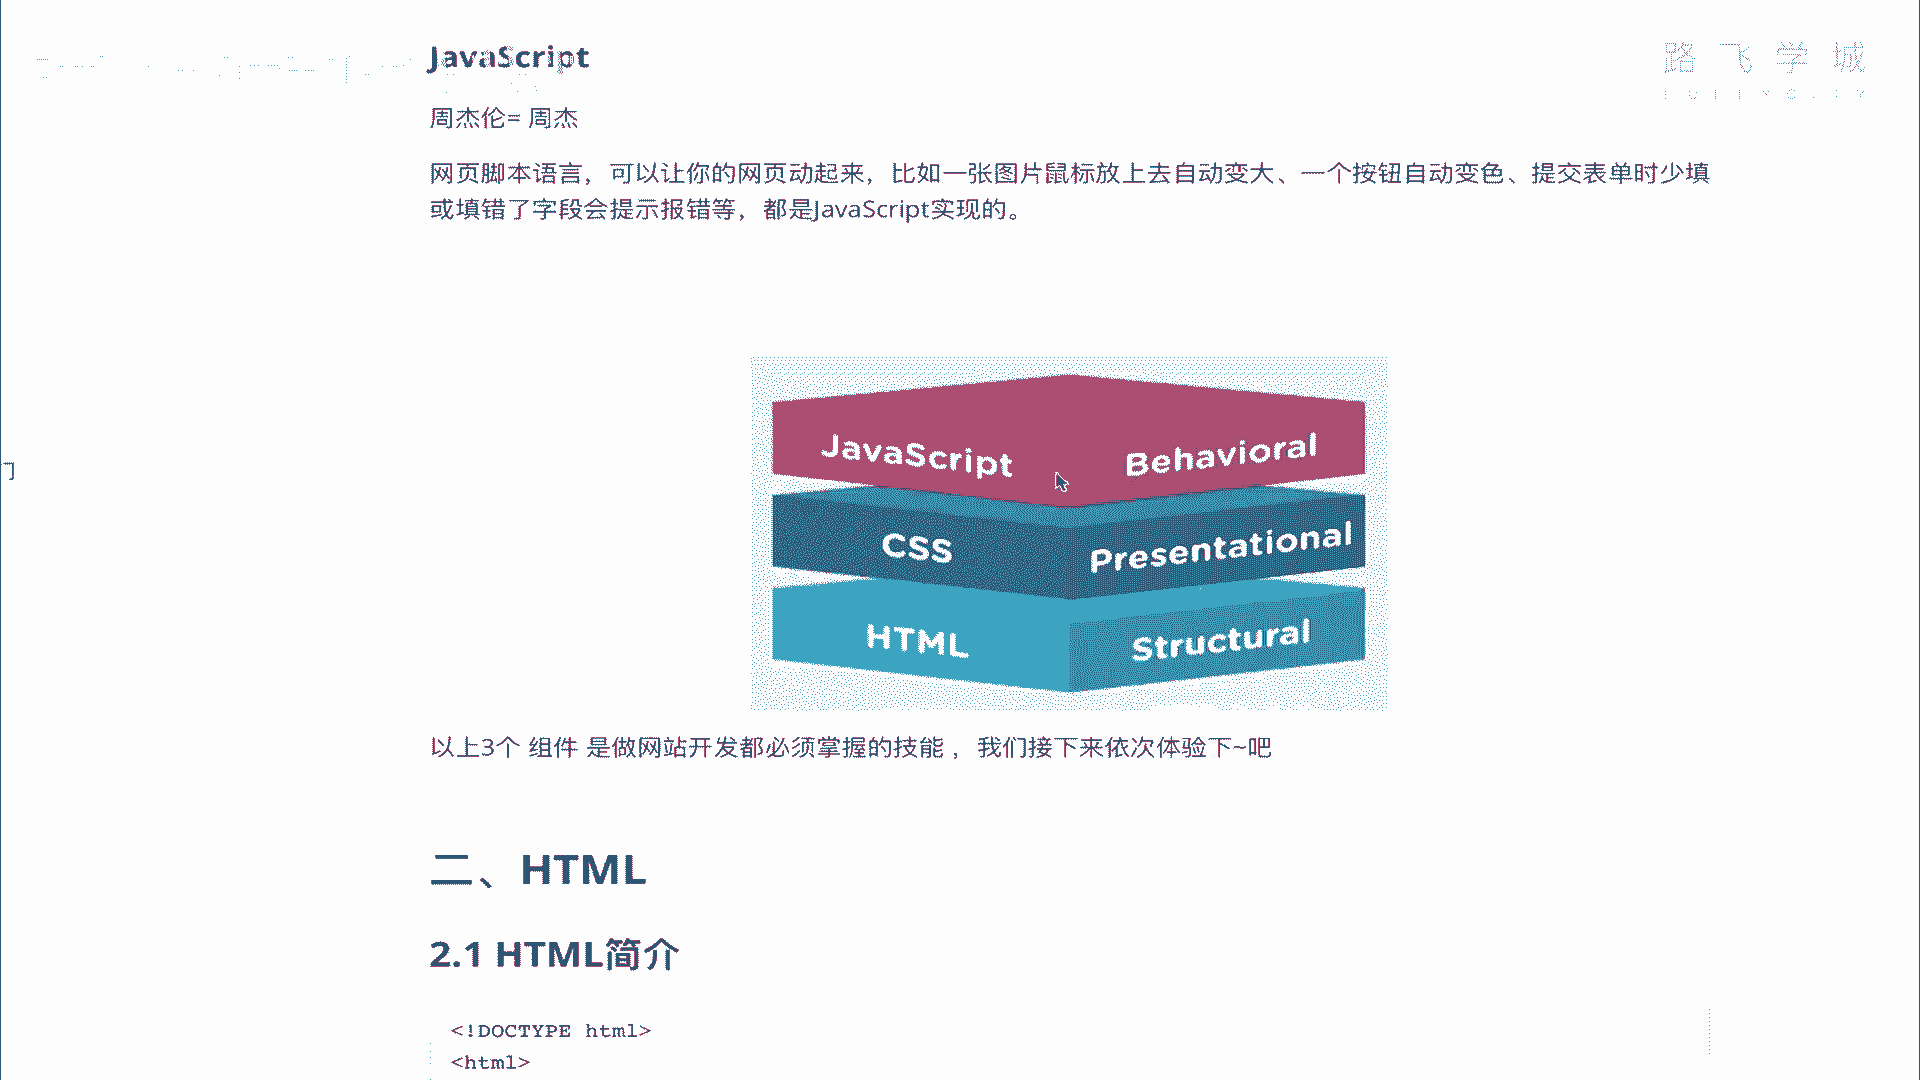 JavaScript
路飞学城
周杰伦= 周杰
网页脚本语言，可以让你的网页动起来，比如一张图片鼠标放上去自动变大、一个按钮自动变色、提交表单时少填
或填错了字段会提示报错等，都是JavaScript实现的。
JavaScript Behavioral
CSS Presentational
HTML Structural
以上3个 组件 是做网站开发都必须掌握的技能 ，我们接下来依次体验下~吧
二、HTML
2.1 HTML简介
<!DOCTYPE html>
<html>